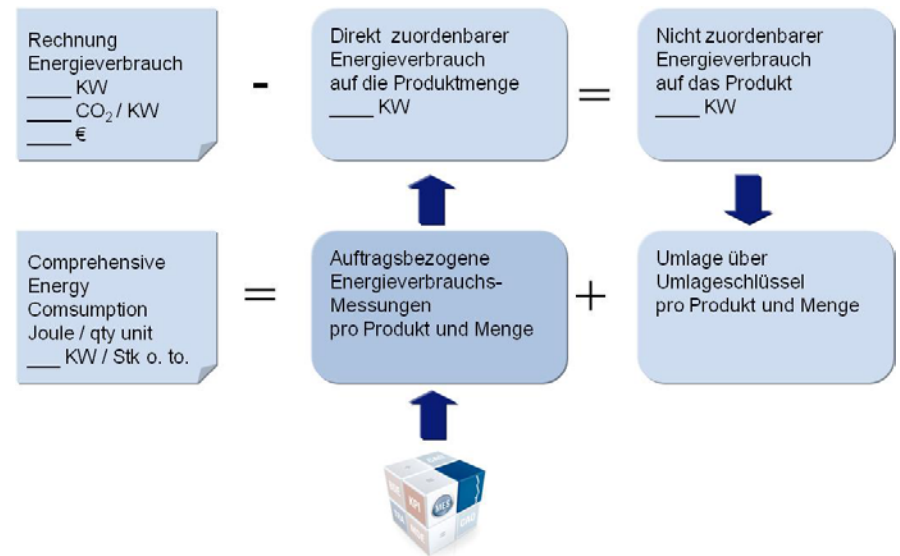 Rechnung
Energieverbrauch
____ KW
____ CO₂ / KW
____ €
-
Direkt zuordenbarer
Energieverbrauch
auf die Produktmenge
____ KW
=
Nicht zuordenbarer
Energieverbrauch
auf das Produkt
____ KW
Comprehensive
Energy
Comsumption
Joule / qty unit
___ KW / Stk o. to.
=
Auftragsbezogene
Energieverbrauchs-
Messungen
pro Produkt und Menge
+
Umlage über
Umlageschlüssel
pro Produkt und Menge
KPI
MES